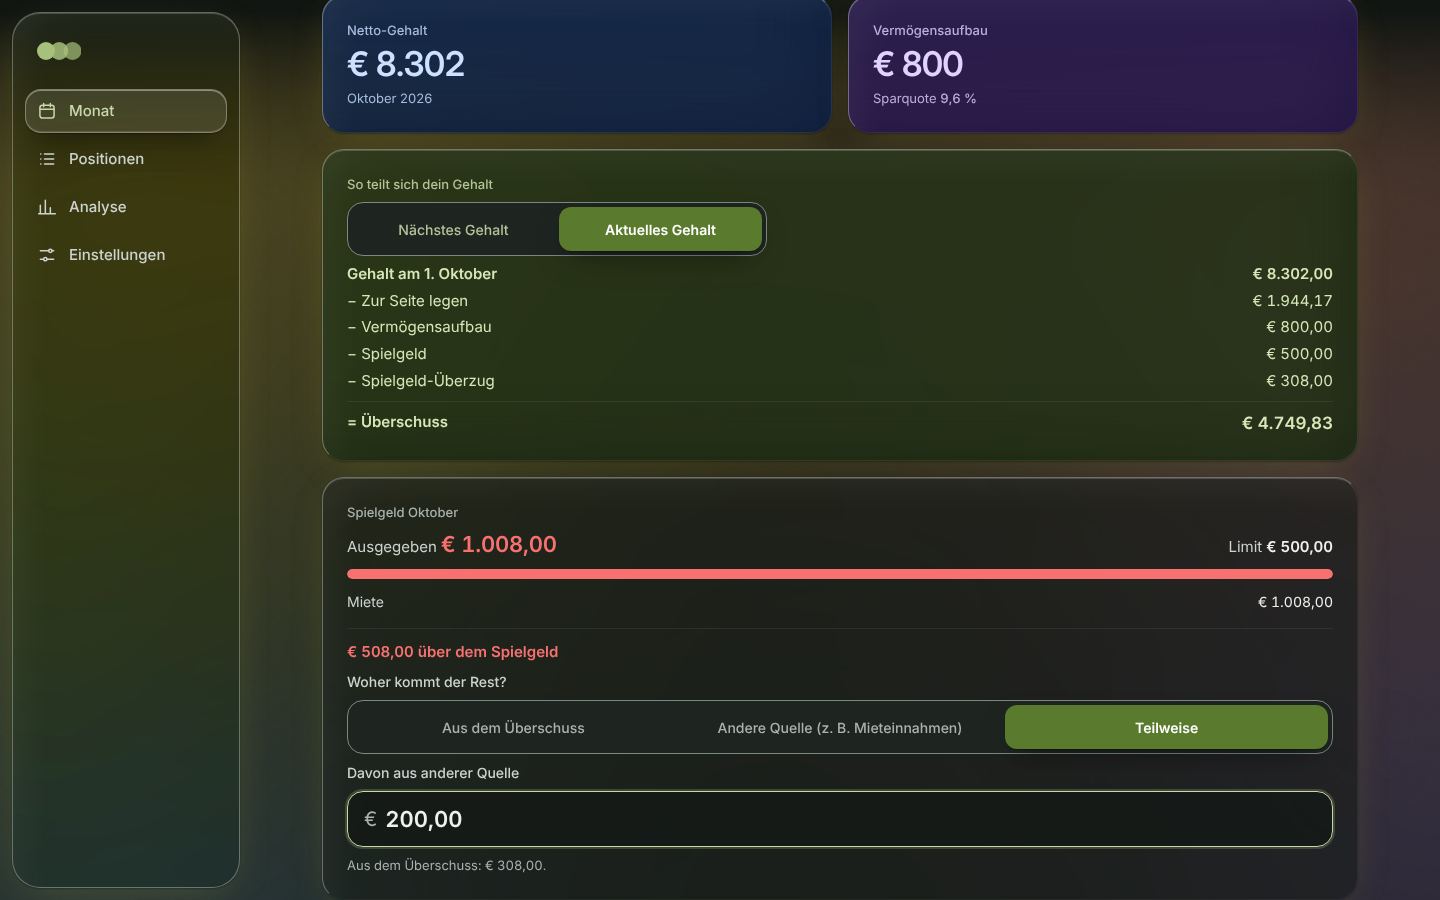 Monat
Positionen
Analyse
Einstellungen
Netto-Gehalt
€ 8.302
Oktober 2026
Vermögensaufbau
€ 800
Sparquote 9,6 %
So teilt sich dein Gehalt
Nächstes Gehalt Aktuelles Gehalt
Gehalt am 1. Oktober € 8.302,00
– Zur Seite legen € 1.944,17
– Vermögensaufbau € 800,00
– Spielgeld € 500,00
– Spielgeld-Überzug € 308,00
= Überschuss € 4.749,83
Spielgeld Oktober
Ausgegeben € 1.008,00 Limit € 500,00
Miete € 1.008,00
€ 508,00 über dem Spielgeld
Woher kommt der Rest?
Aus dem Überschuss Andere Quelle (z. B. Mieteinnahmen) Teilweise
Davon aus anderer Quelle
€ 200,00
Aus dem Überschuss: € 308,00.